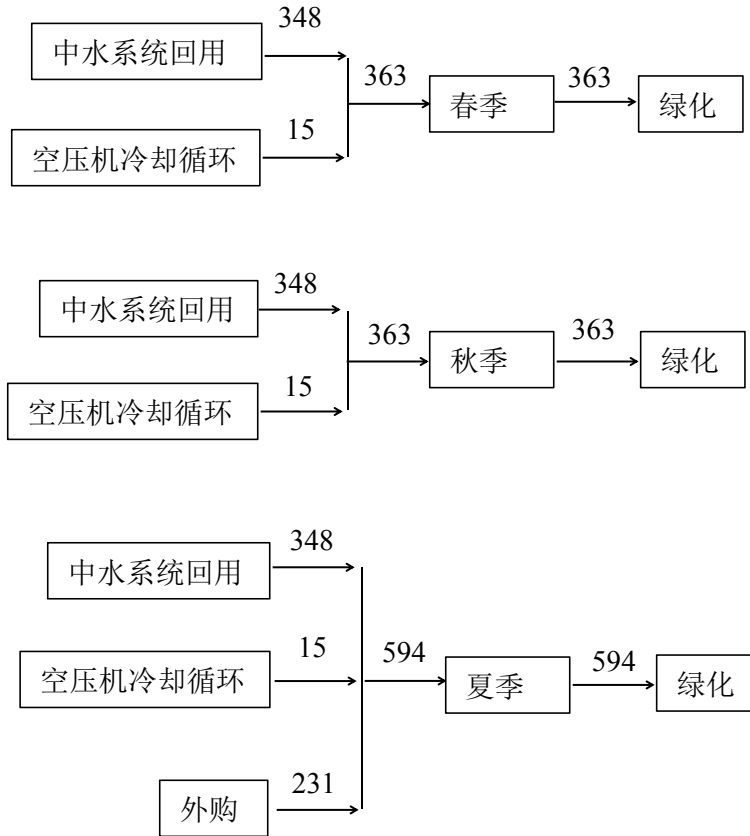 348
中水系统回用
363
春季
363
绿化
15
空压机冷却循环
348
中水系统回用
363
秋季
363
绿化
15
空压机冷却循环
348
中水系统回用
15
空压机冷却循环
594
夏季
594
绿化
231
外购